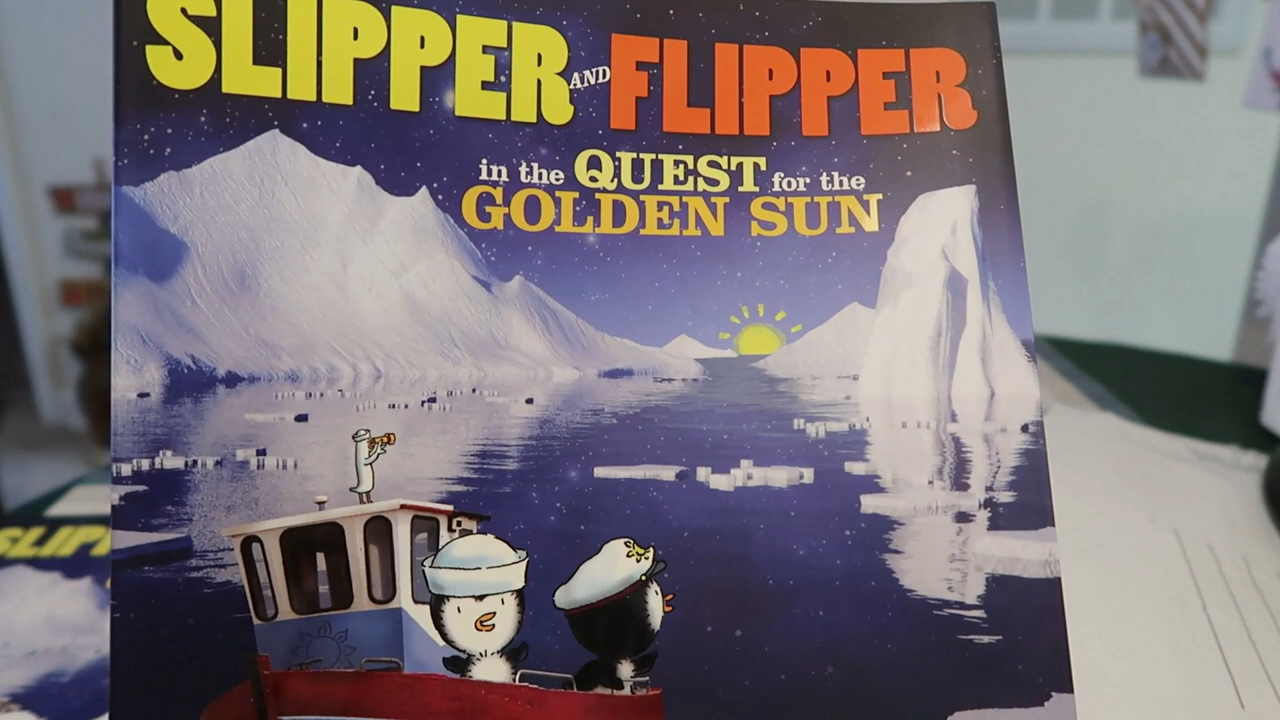 SLIPPER AND FLIPPER
in the QUEST for the
GOLDEN SUN
SLIPP